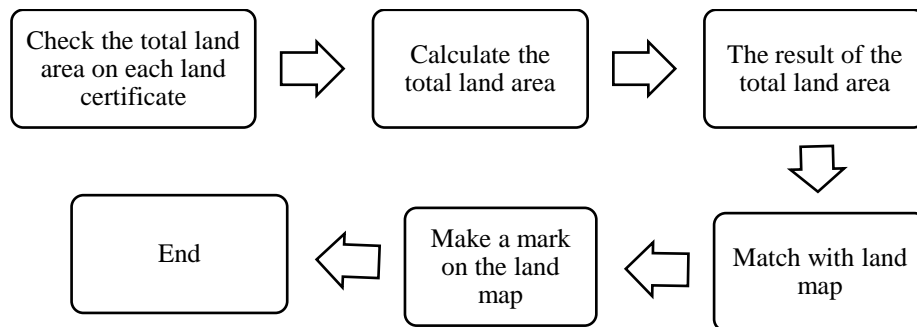 Check the total land
area on each land
certificate
Calculate the
total land area
The result of the
total land area
Match with land
map
Make a mark
on the land
map
End